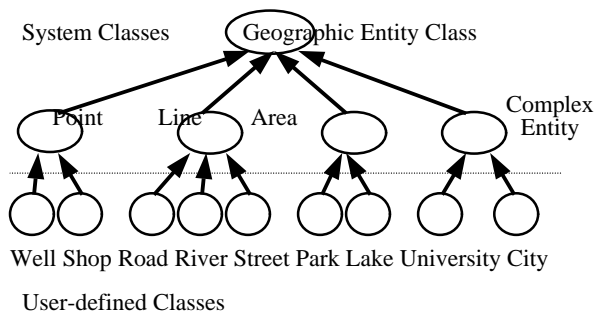 System Classes Geographic Entity Class
Point Line Area
Complex
Entity
Well Shop Road River Street Park Lake University City
User-defined Classes